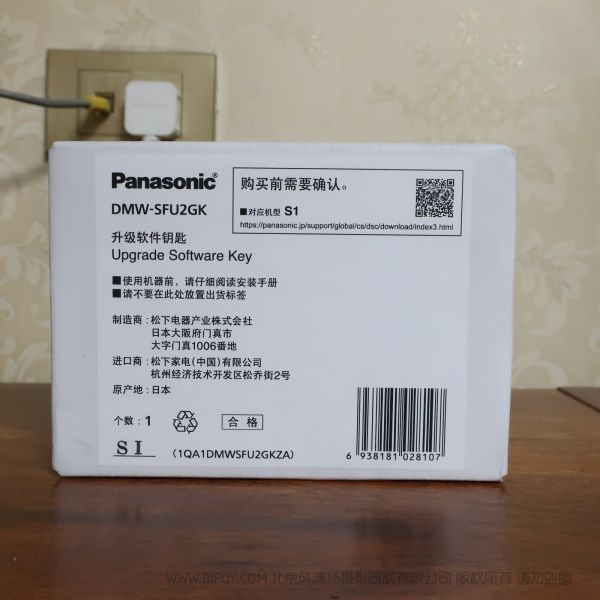 Panasonic
DMW-SFU2GK
购买前需要确认。
■对应机型 S1
https://panasonic.jp/support/global/cs/dsc/download/index3.html
升级软件钥匙
Upgrade Software Key
■使用机器前，请仔细阅读安装手册
■请不要在此处放置出货标签
制造商：松下电器产业株式会社
日本大阪府门真市
大字门真1006番地
进口商：松下家电(中国)有限公司
杭州经济技术开发区松乔街2号
原产地：日本
个数：1
合格
SI
(1QA1DMWSFU2GKZA)
6 938181 028107
WWW.BIFQY.COM 北京风清扬摄影器材有限公司 版权所有 请勿盗图